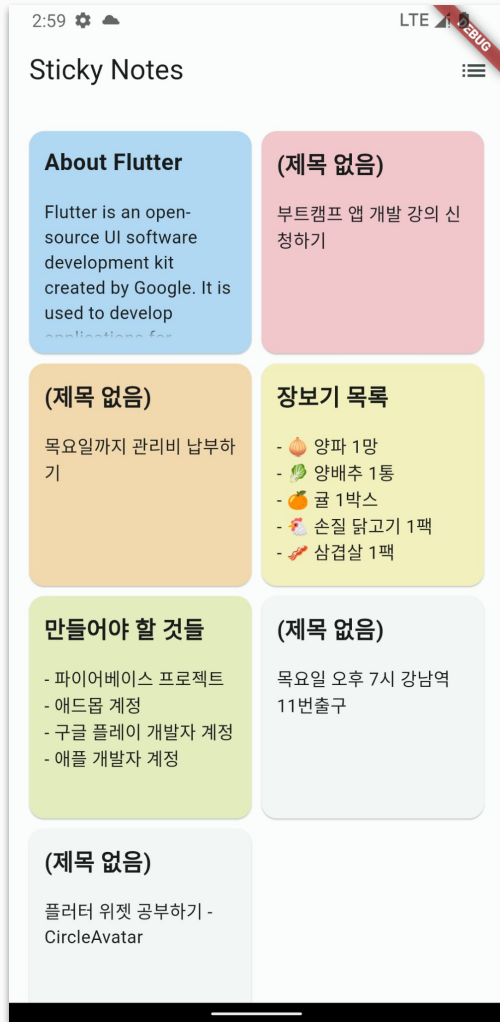 2:59
LTE
DEBUG
Sticky Notes
About Flutter
Flutter is an open-
source UI software
development kit
created by Google. It is
used to develop
applications for
(제목 없음)
부트캠프 앱 개발 강의 신
청하기
(제목 없음)
목요일까지 관리비 납부하
기
장보기 목록
- 🧅 양파 1망
- 🥬 양배추 1통
- 🍊 귤 1박스
- 🐔 손질 닭고기 1팩
- 🥓 삼겹살 1팩
만들어야 할 것들
- 파이어베이스 프로젝트
- 애드몹 계정
- 구글 플레이 개발자 계정
- 애플 개발자 계정
(제목 없음)
목요일 오후 7시 강남역
11번출구
(제목 없음)
플러터 위젯 공부하기 -
CircleAvatar